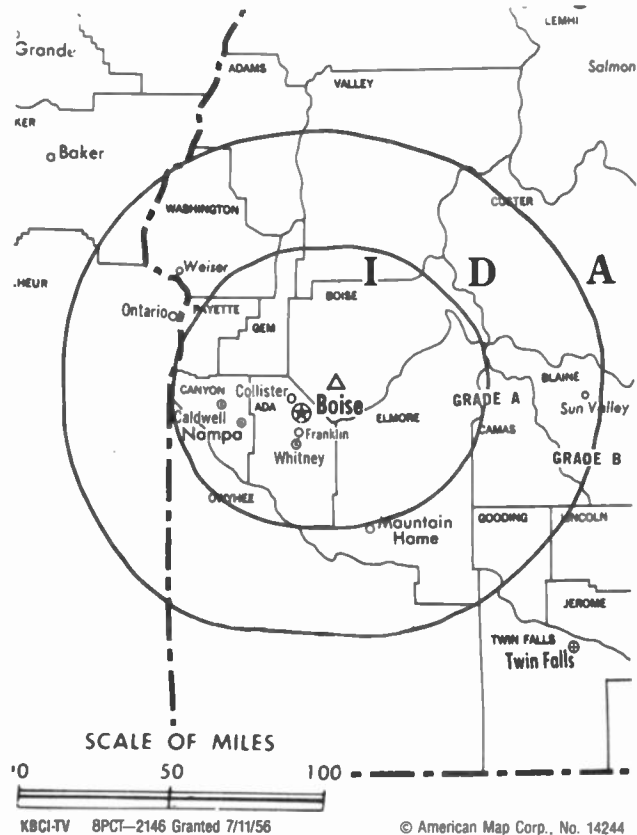 LEMHI
Grande
ADAMS
Salmon
VALLEY
KER
Baker
CUSTER
WASHINGTON
I D A
.HEUR
Weiser
BOISE
Ontario
PAYETTE
GEM
BLAINE
CANYON
Collister
ADA
Boise
GRADE A
Sun Valley
Caldwell
ELMORE
Nampa
Franklin
CAMAS
Whitney
GRADE B
OWYHEE
Mountain
Home
GOODING
LINCOLN
JEROME
TWIN FALLS
Twin Falls
SCALE OF MILES
0 50 100
KBCI-TV 8PCT—2146 Granted 7/11/56
© American Map Corp., No. 14244